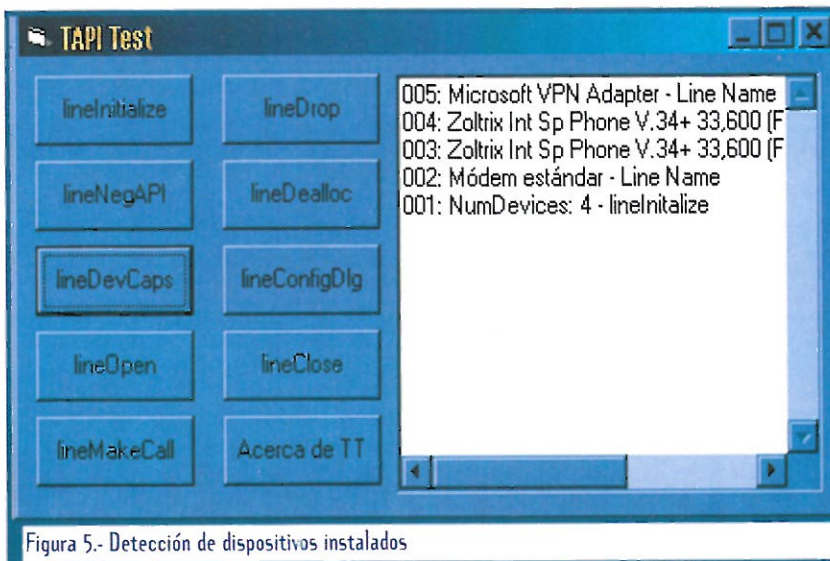 TAPI Test
lineInitialize
lineDrop
lineNegAPI
lineDealloc
lineDevCaps
lineConfigDlg
lineOpen
lineClose
lineMakeCall
Acerca de TT
005: Microsoft VPN Adapter - Line Name
004: Zoltrix Int Sp Phone V.34+ 33,600 (F
003: Zoltrix Int Sp Phone V.34+ 33,600 (F
002: Módem estándar - Line Name
001: NumDevices: 4 - lineInitalize
Figura 5.- Detección de dispositivos instalados